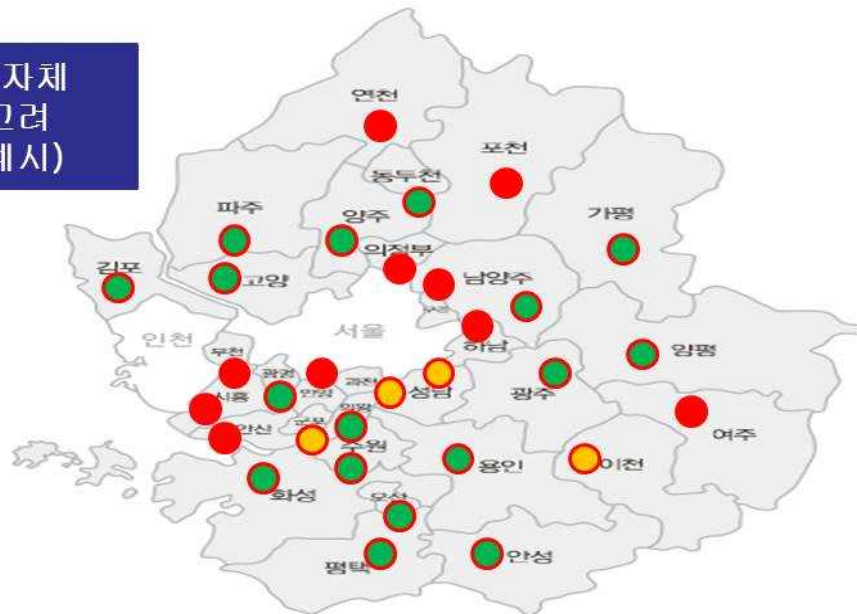 자체
고려
예시)
연천
포천
동두천
파주
양주
가평
의정부
김포
고양
남양주
구리
인천
서울
하남
부천
양평
광명
시흥
안양
과천
성남
광주
의왕
군포
안산
수원
여주
용인
이천
화성
오산
평택
안성